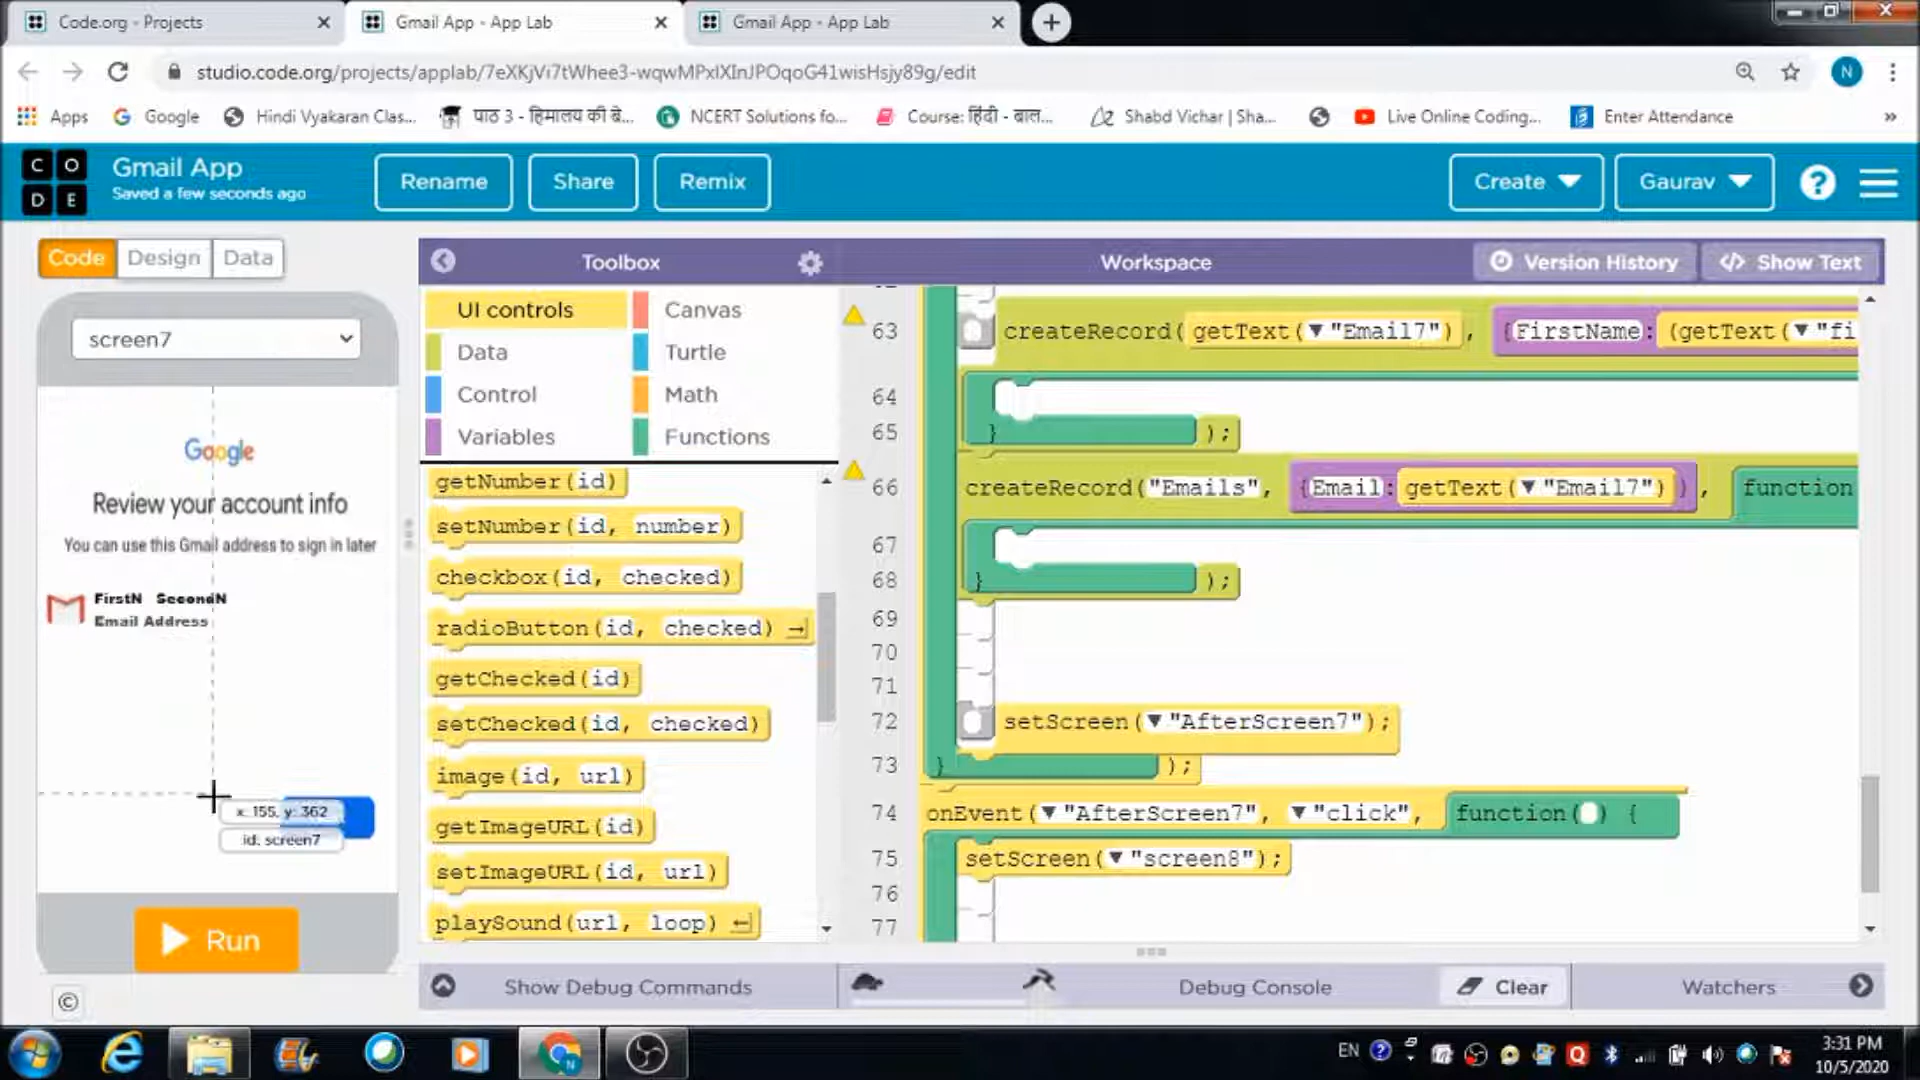 Code.org - Projects
Gmail App - App Lab
Gmail App - App Lab
studio.code.org/projects/applab/7eXKjVi7tWhee3-wqwMPxlXInJPOqoG41wisHsjy89g/edit
N
Apps
Google
Hindi Vyakaran Clas...
पाठ 3 - हिमालय की बे...
NCERT Solutions fo...
Course: हिंदी - बाल...
Shabd Vichar | Sha...
Live Online Coding...
Enter Attendance
»
C O
D E
Gmail App
Saved a few seconds ago
Rename
Share
Remix
Create
Gaurav
?
Code
Design
Data
Toolbox
Workspace
Version History
Show Text
screen7
Google
Review your account info
You can use this Gmail address to sign in later
FirstN SecondN
Email Address
x: 155, y: 362
id: screen7
Run
©
UI controls
Canvas
Data
Turtle
Control
Math
Variables
Functions
getNumber(id)
setNumber(id, number)
checkbox(id, checked)
radioButton(id, checked)
getChecked(id)
setChecked(id, checked)
image(id, url)
getImageURL(id)
setImageURL(id, url)
playSound(url, loop)
63 createRecord(getText("Email7"), {FirstName:(getText("fi
64
65 } );
66 createRecord("Emails", {Email:getText("Email7")}, function
67
68 } );
69
70
71
72 setScreen("AfterScreen7");
73 } );
74 onEvent("AfterScreen7", "click", function( ) {
75 setScreen("screen8");
76
77
Show Debug Commands
Debug Console
Clear
Watchers
EN
3:31 PM
10/5/2020